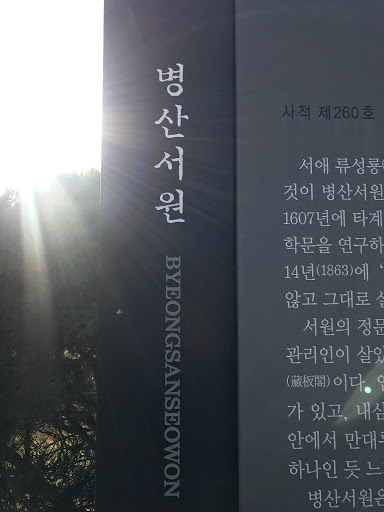 병산서원
BYEONGSANSEOWON
사적 제260호
서애 류성룡
것이 병산서원
1607년에 타계
학문을 연구하
14년(1863)에 '
않고 그대로
서원의 정문
관리인이 살았
(藏板閣)이다.
가 있고, 내심
안에서 만대
하나인 듯 느
병산서원은